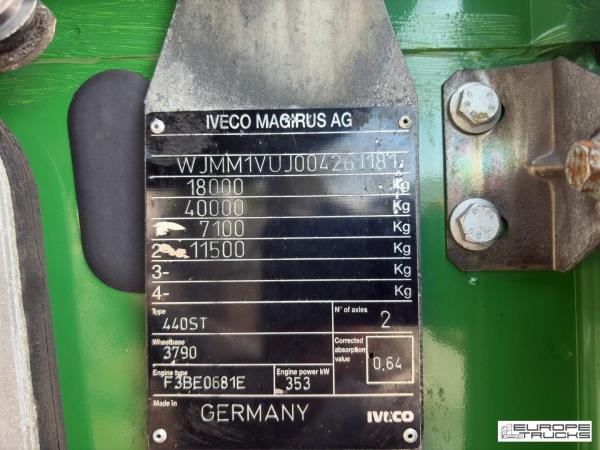 IVECO MAGIRUS AG
WJMM1VUJ004261181
18000 Kg
40000 Kg
1- 7100 Kg
2- 11500 Kg
3- Kg
4- Kg
Type
440ST
N° of axles
2
Wheelbase
3790
Corrected absorption value
0,64
Engine type
F3BE0681E
Engine power kW
353
Made in
GERMANY
IVECO
EUROPE
TRUCKS